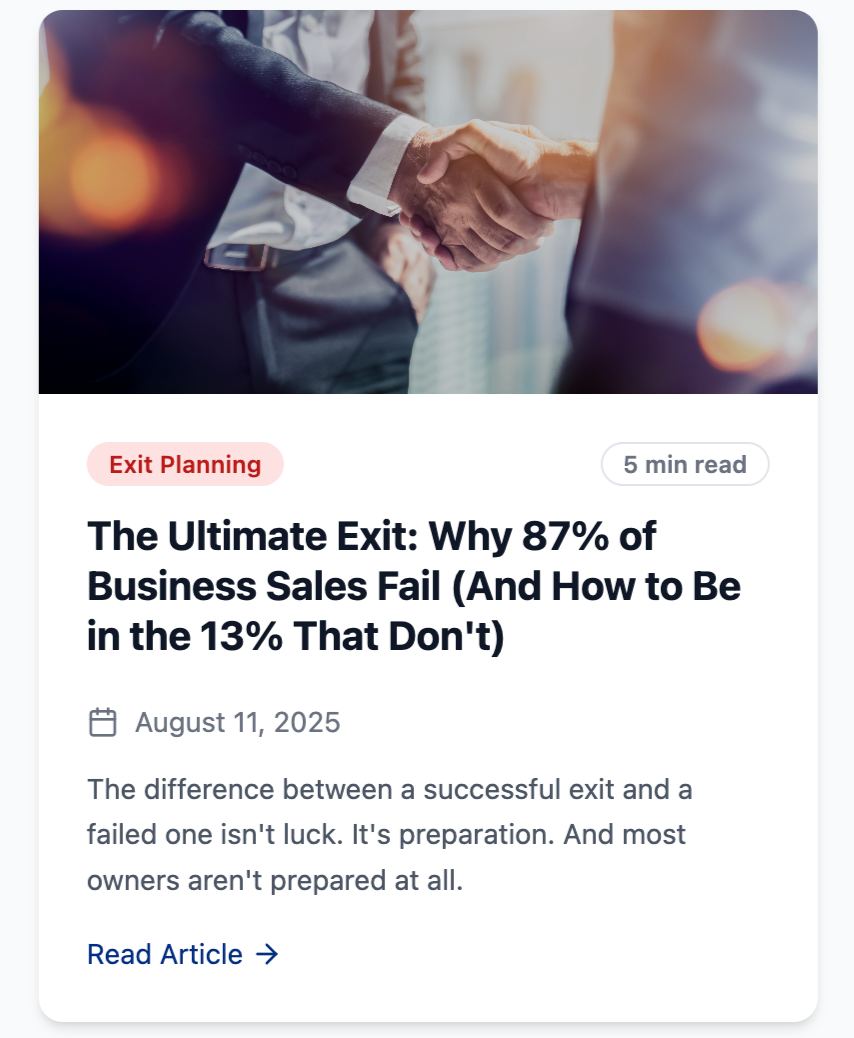 Exit Planning
5 min read
The Ultimate Exit: Why 87% of
Business Sales Fail (And How to Be
in the 13% That Don't)
August 11, 2025
The difference between a successful exit and a
failed one isn't luck. It's preparation. And most
owners aren't prepared at all.
Read Article →